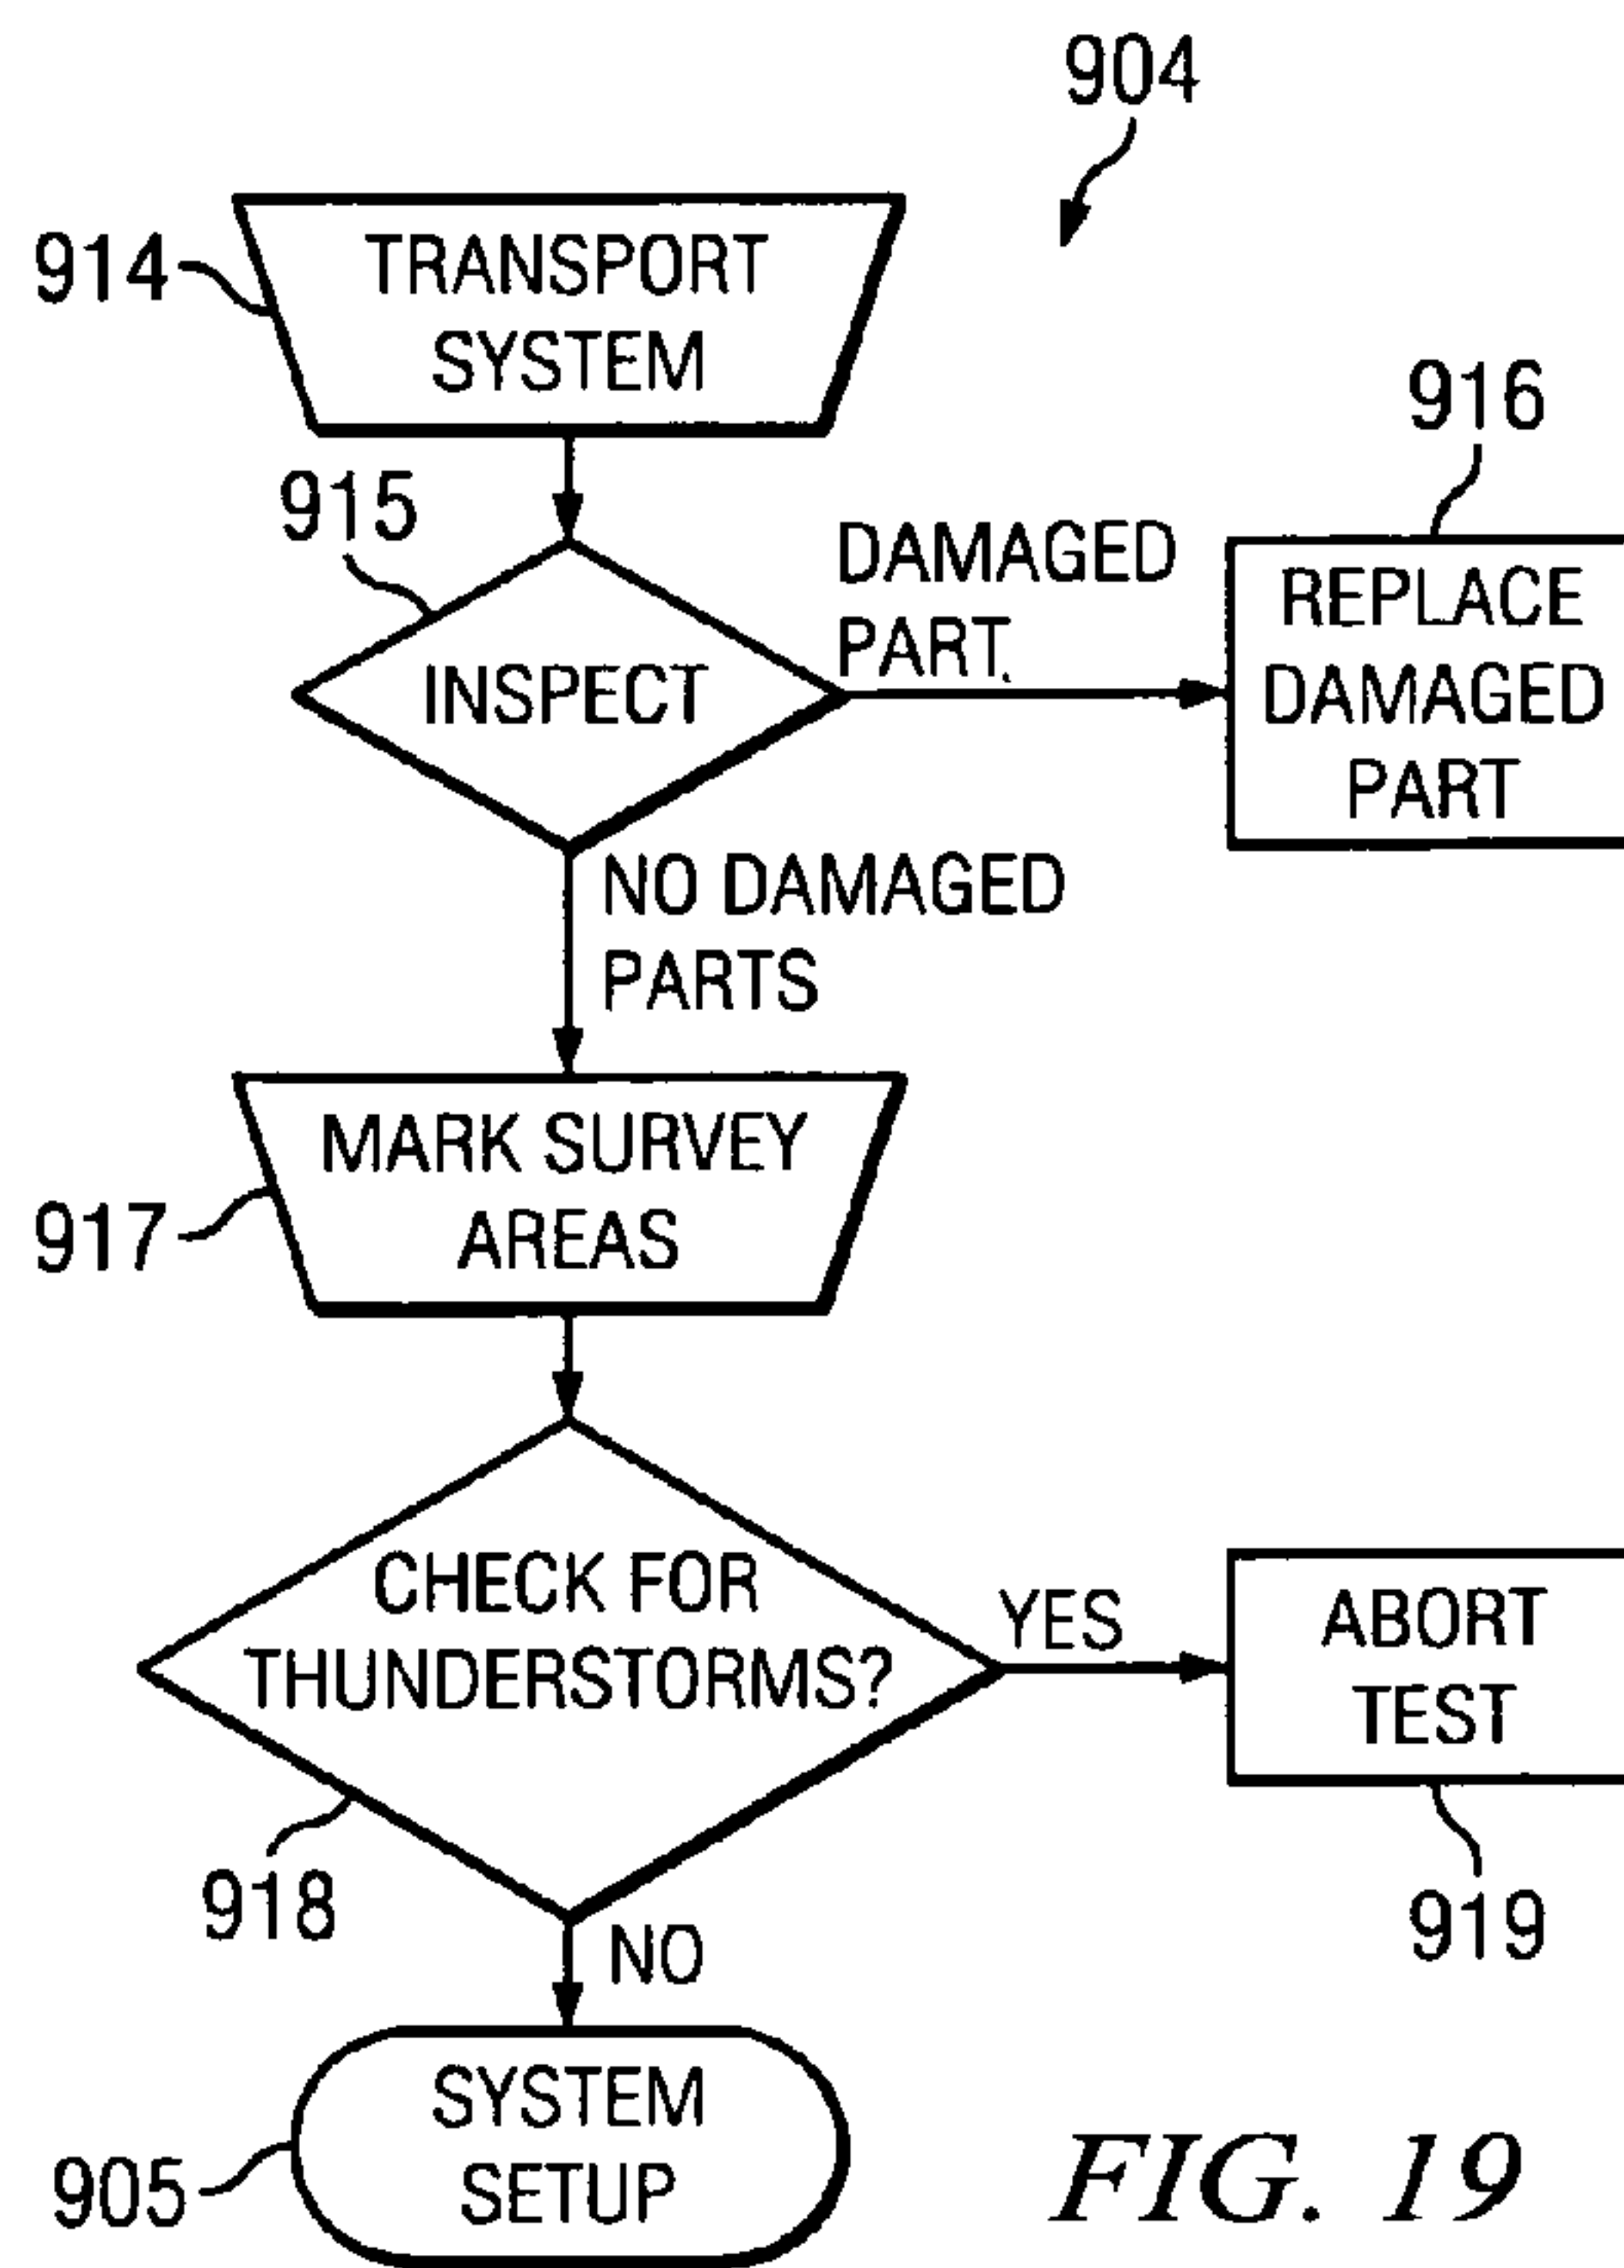 904
914
TRANSPORT
SYSTEM
916
915
DAMAGED
PART.
REPLACE
DAMAGED
PART
INSPECT
NO DAMAGED
PARTS
MARK SURVEY
AREAS
917
CHECK FOR
THUNDERSTORMS?
YES
ABORT
TEST
918
919
NO
SYSTEM
SETUP
905
FIG. 19